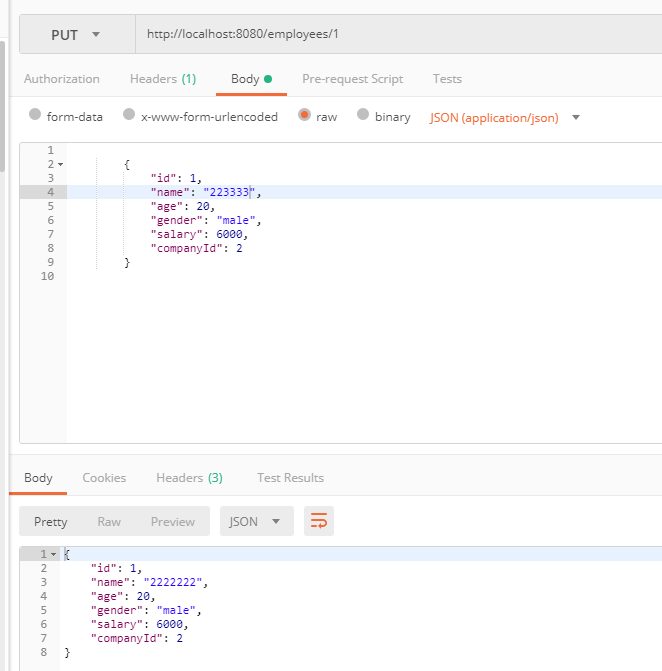 PUT http://localhost:8080/employees/1
Authorization Headers (1) Body Pre-request Script Tests
form-data x-www-form-urlencoded raw binary JSON (application/json)
1
2 {
3 "id": 1,
4 "name": "223333",
5 "age": 20,
6 "gender": "male",
7 "salary": 6000,
8 "companyId": 2
9 }
10
Body Cookies Headers (3) Test Results
Pretty Raw Preview JSON
1 {
2 "id": 1,
3 "name": "2222222",
4 "age": 20,
5 "gender": "male",
6 "salary": 6000,
7 "companyId": 2
8 }